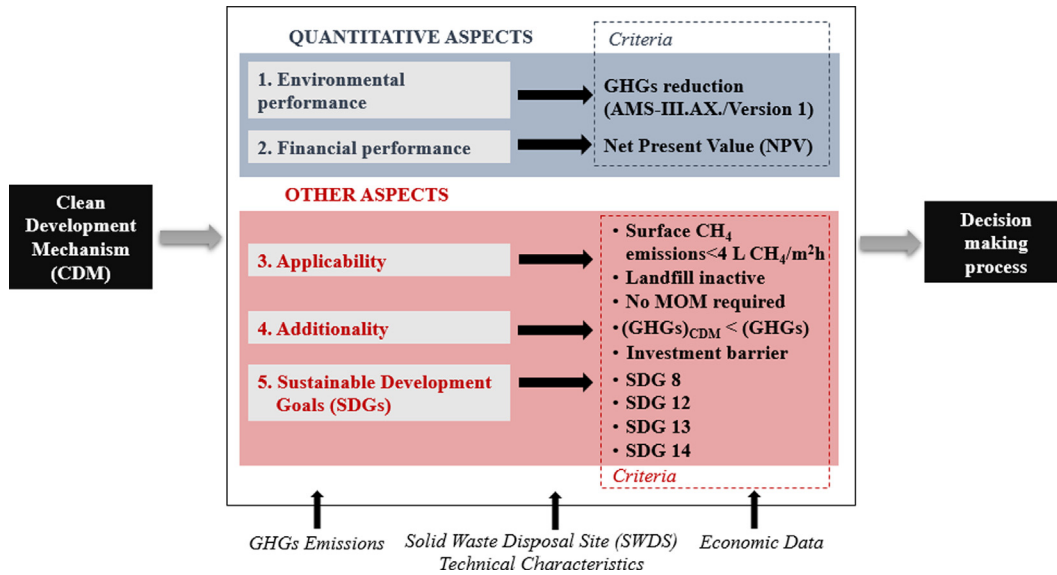 QUANTITATIVE ASPECTS
Criteria
1. Environmental
performance
GHGs reduction
(AMS-III.AX./Version 1)
2. Financial performance
Net Present Value (NPV)
Clean
Development
Mechanism
(CDM)
OTHER ASPECTS
3. Applicability
4. Additionality
5. Sustainable Development
Goals (SDGs)
• Surface CH₄
emissions<4 L CH₄/m²h
• Landfill inactive
• No MOM required
• (GHGs)CDM < (GHGs)
• Investment barrier
• SDG 8
• SDG 12
• SDG 13
• SDG 14
Criteria
Decision
making
process
GHGs Emissions
Solid Waste Disposal Site (SWDS)
Technical Characteristics
Economic Data